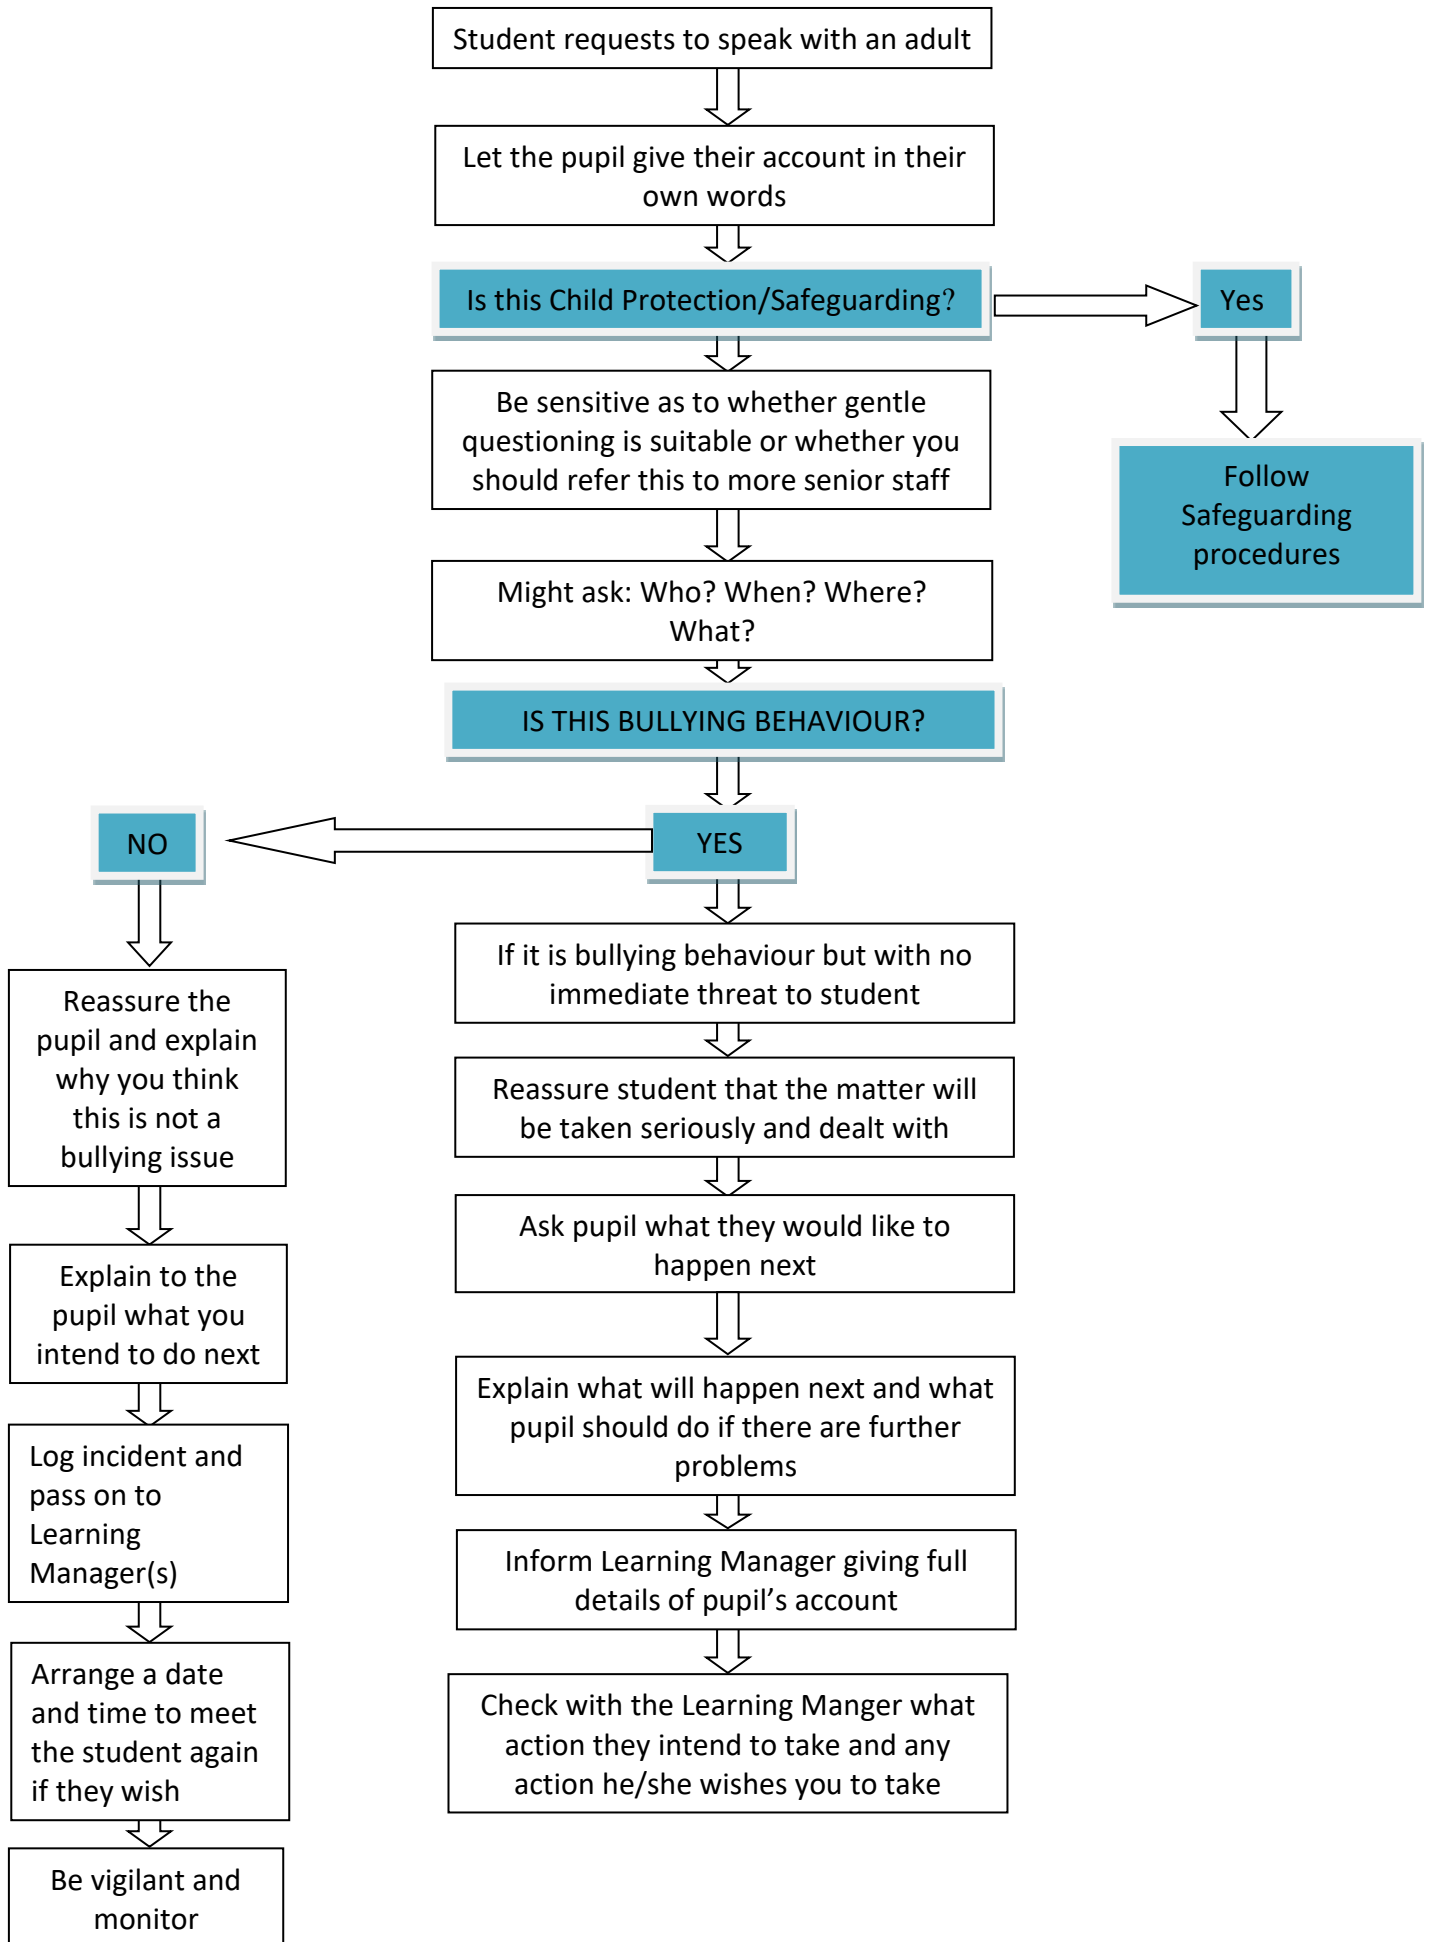 Student requests to speak with an adult
Let the pupil give their account in their
own words
Is this Child Protection/Safeguarding?
Yes
Be sensitive as to whether gentle
questioning is suitable or whether you
should refer this to more senior staff
Follow
Safeguarding
procedures
Might ask: Who? When? Where?
What?
IS THIS BULLYING BEHAVIOUR?
NO
YES
Reassure the
pupil and explain
why you think
this is not a
bullying issue
Explain to the
pupil what you
intend to do next
Log incident and
pass on to
Learning
Manager(s)
Arrange a date
and time to meet
the student again
if they wish
Be vigilant and
monitor
If it is bullying behaviour but with no
immediate threat to student
Reassure student that the matter will
be taken seriously and dealt with
Ask pupil what they would like to
happen next
Explain what will happen next and what
pupil should do if there are further
problems
Inform Learning Manager giving full
details of pupil’s account
Check with the Learning Manger what
action they intend to take and any
action he/she wishes you to take